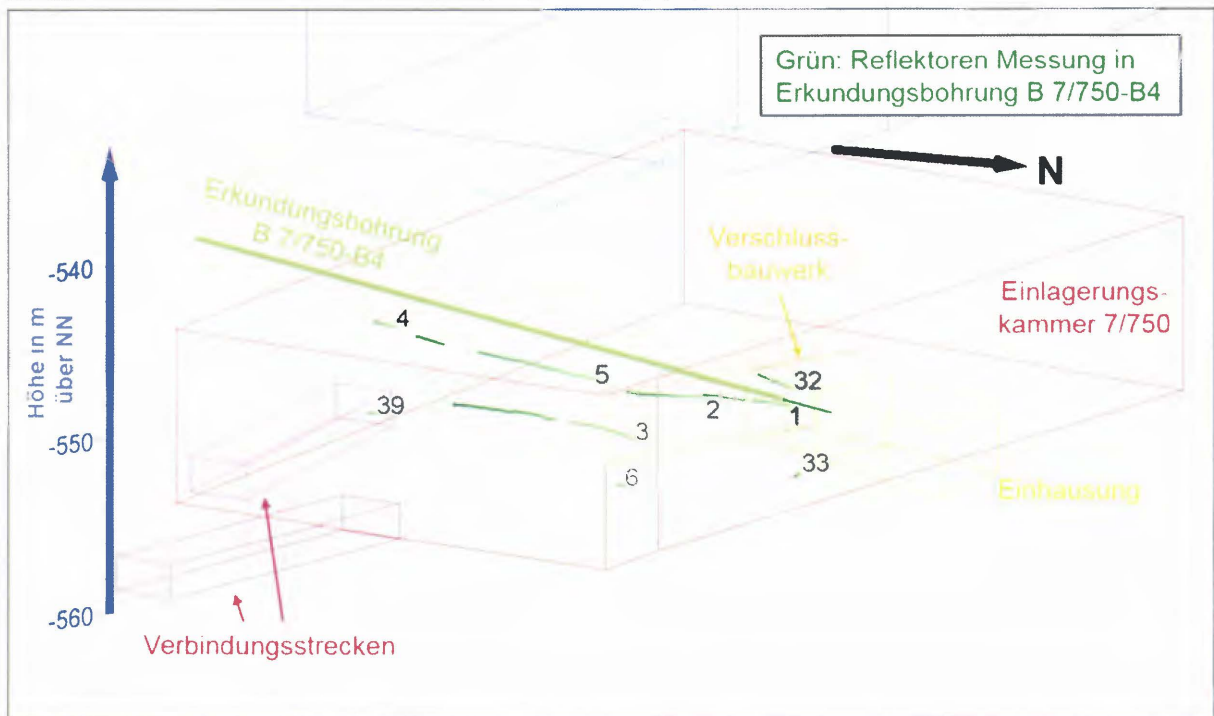 Grün: Reflektoren Messung in
Erkundungsbohrung B 7/750-B4
N
Erkundungsbohrung
B 7/750-B4
Verschluss-
bauwerk
Einlagerungs-
kammer 7/750
Höhe in m
über NN
-540
-550
-560
4
5
32
39
2
1
3
33
6
Einhausung
Verbindungsstrecken